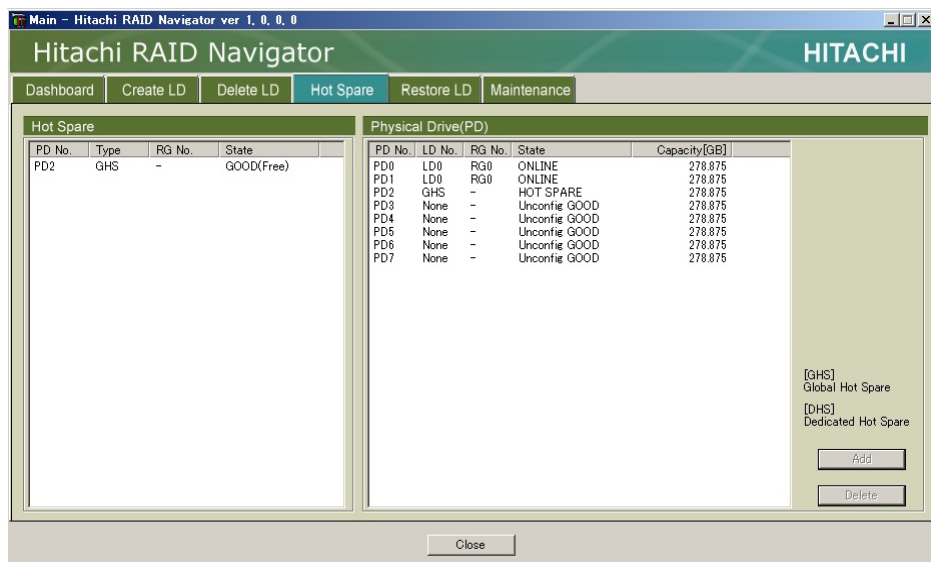 Main - Hitachi RAID Navigator ver 1. 0. 0. 0
Hitachi RAID Navigator
HITACHI
Dashboard Create LD Delete LD Hot Spare Restore LD Maintenance
Hot Spare
PD No. Type RG No. State
PD2 GHS - GOOD(Free)
Physical Drive(PD)
PD No. LD No. RG No. State Capacity[GB]
PD0 LD0 RG0 ONLINE 278.875
PD1 LD0 RG0 ONLINE 278.875
PD2 GHS - HOT SPARE 278.875
PD3 None - Unconfig GOOD 278.875
PD4 None - Unconfig GOOD 278.875
PD5 None - Unconfig GOOD 278.875
PD6 None - Unconfig GOOD 278.875
PD7 None - Unconfig GOOD 278.875
[GHS]
Global Hot Spare
[DHS]
Dedicated Hot Spare
Add
Delete
Close